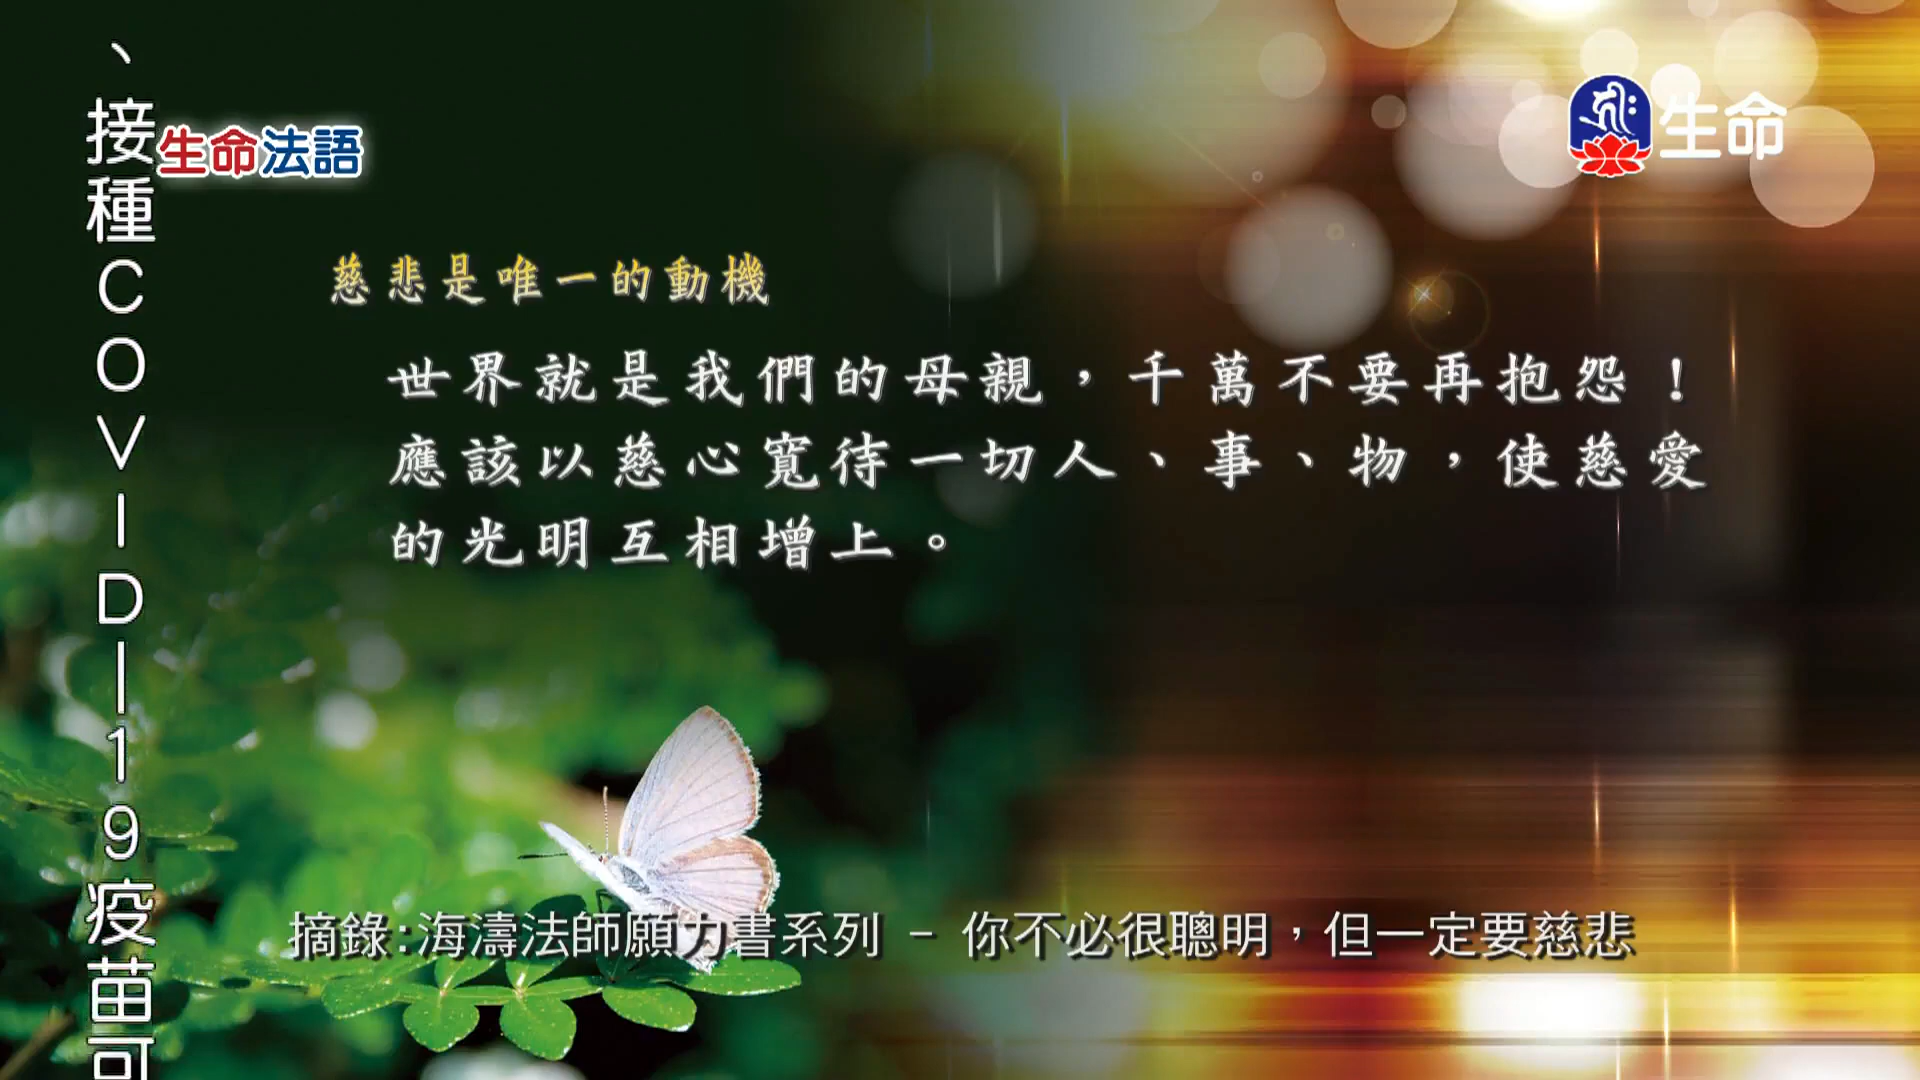 、接種COVID-19疫苗可
生命法語
生命
慈悲是唯一的動機
世界就是我們的母親，千萬不要再抱怨！
應該以慈心寬待一切人、事、物，使慈愛
的光明互相增上。
摘錄:海濤法師願力書系列 - 你不必很聰明，但一定要慈悲